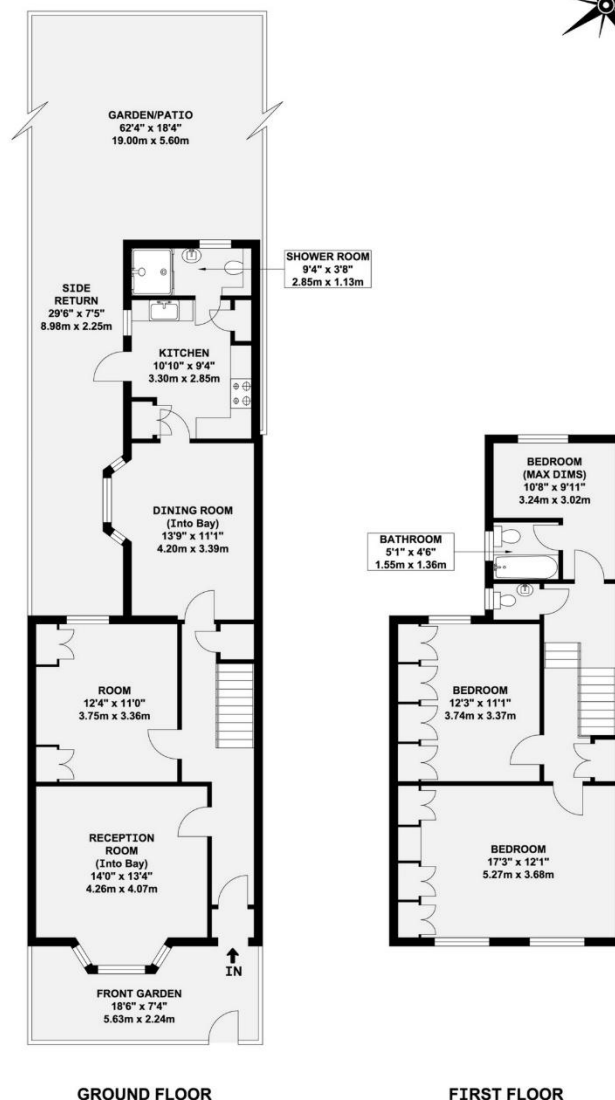 GARDEN/PATIO
62'4" x 18'4"
19.00m x 5.60m
SHOWER ROOM
9'4" x 3'8"
2.85m x 1.13m
SIDE
RETURN
29'6" x 7'5"
8.98m x 2.25m
KITCHEN
10'10" x 9'4"
3.30m x 2.85m
DINING ROOM
(Into Bay)
13'9" x 11'1"
4.20m x 3.39m
ROOM
12'4" x 11'0"
3.75m x 3.36m
RECEPTION
ROOM
(Into Bay)
14'0" x 13'4"
4.26m x 4.07m
IN
FRONT GARDEN
18'6" x 7'4"
5.63m x 2.24m
GROUND FLOOR
BEDROOM
(MAX DIMS)
10'8" x 9'11"
3.24m x 3.02m
BATHROOM
5'1" x 4'6"
1.55m x 1.36m
BEDROOM
12'3" x 11'1"
3.74m x 3.37m
BEDROOM
17'3" x 12'1"
5.27m x 3.68m
FIRST FLOOR